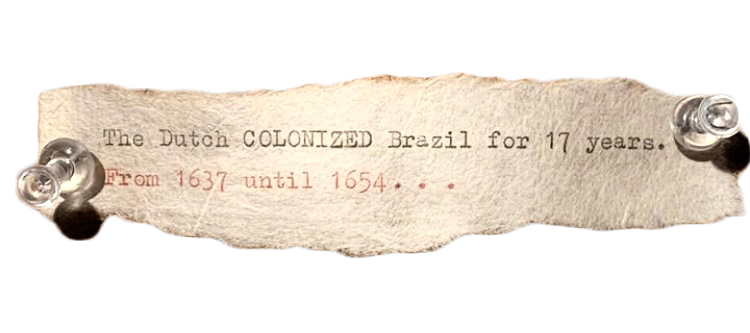 The Dutch COLONIZED Brazil for 17 years.
From 1637 until 1654...